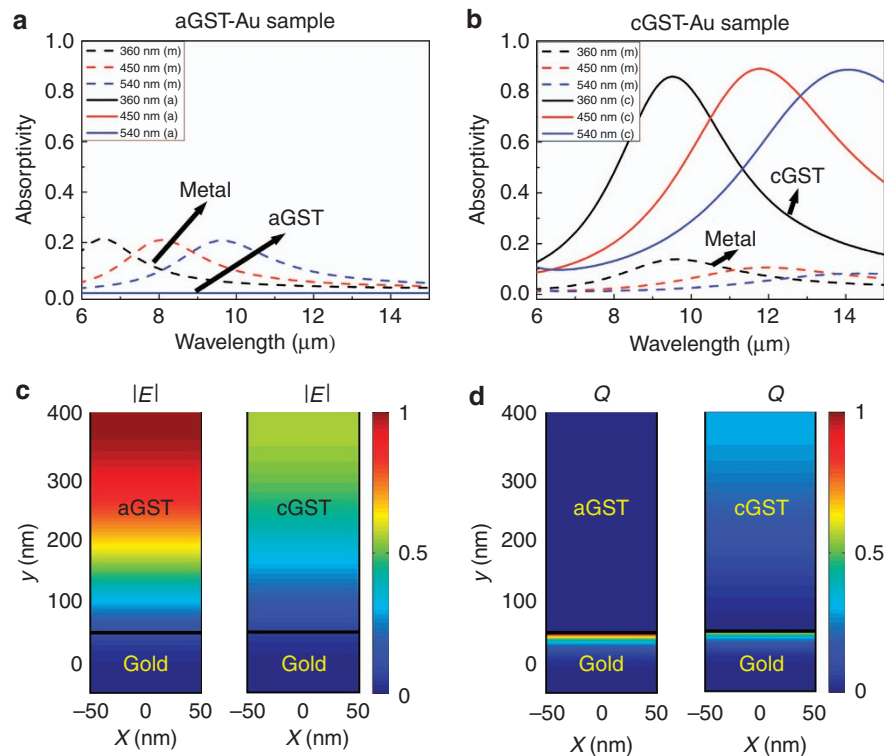 a
aGST-Au sample
1.0
0.8
0.6
0.4
0.2
0.0
Absorptivity
360 nm (m)
450 nm (m)
540 nm (m)
360 nm (a)
450 nm (a)
540 nm (a)
Metal
aGST
6
8
10
12
14
Wavelength (μm)
b
cGST-Au sample
1.0
0.8
0.6
0.4
0.2
0.0
Absorptivity
360 nm (m)
450 nm (m)
540 nm (m)
360 nm (c)
450 nm (c)
540 nm (c)
cGST
Metal
6
8
10
12
14
Wavelength (μm)
c
|E|
|E|
400
300
200
100
0
y (nm)
aGST
Gold
cGST
Gold
1
0.5
0
–50
0
50
–50
0
50
X (nm)
X (nm)
d
Q
Q
400
300
200
100
0
y (nm)
aGST
Gold
cGST
Gold
1
0.5
0
–50
0
50
–50
0
50
X (nm)
X (nm)